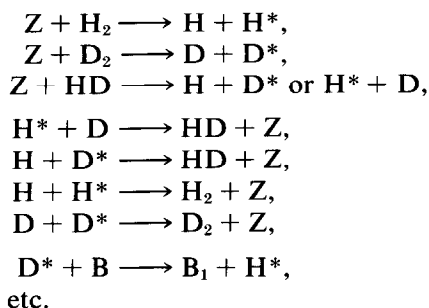 Z + H₂ ⟶ H + H*,
Z + D₂ ⟶ D + D*,
Z + HD ⟶ H + D* or H* + D,
H* + D ⟶ HD + Z,
H + D* ⟶ HD + Z,
H + H* ⟶ H₂ + Z,
D + D* ⟶ D₂ + Z,
D* + B ⟶ B₁ + H*,
etc.